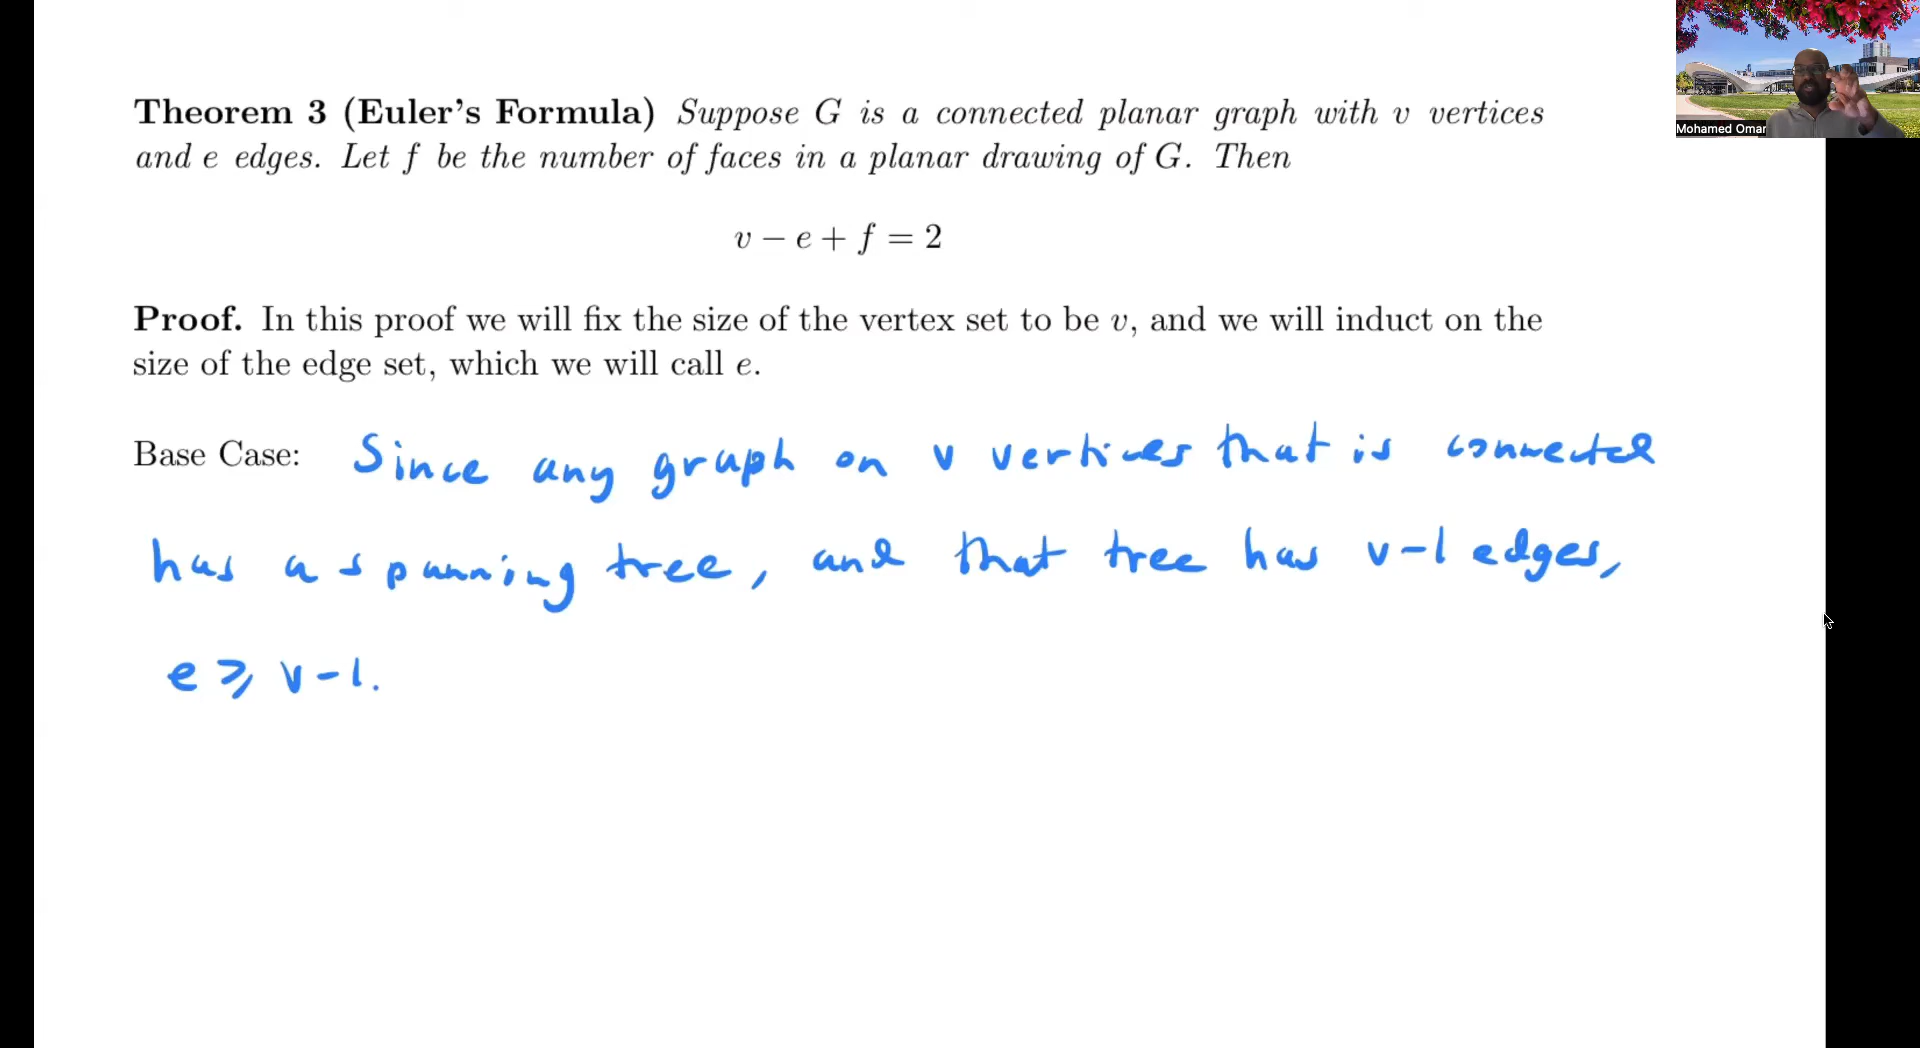 Theorem 3 (Euler's Formula) Suppose G is a connected planar graph with v vertices
and e edges. Let f be the number of faces in a planar drawing of G. Then
v − e + f = 2
Proof. In this proof we will fix the size of the vertex set to be v, and we will induct on the
size of the edge set, which we will call e.
Base Case: Since any graph on v vertices that is connected
has a spanning tree, and that tree has v-1 edges,
e ⩾ v-1.
Mohamed Omar